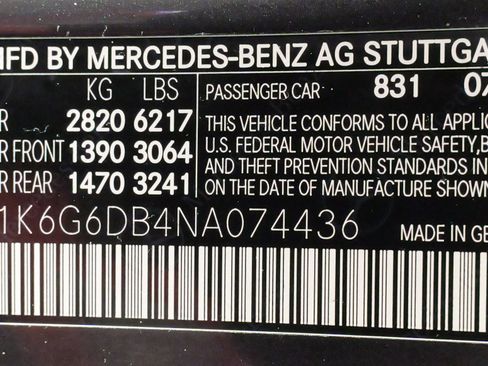 MFD BY MERCEDES-BENZ AG STUTTGA
KG LBS PASSENGER CAR 831 07
R 2820 6217
R FRONT 1390 3064
R REAR 1470 3241
THIS VEHICLE CONFORMS TO ALL APPLIC
U.S. FEDERAL MOTOR VEHICLE SAFETY, B
AND THEFT PREVENTION STANDARDS IN
ON THE DATE OF MANUFACTURE SHOWN
1K6G6DB4NA074436
MADE IN GE